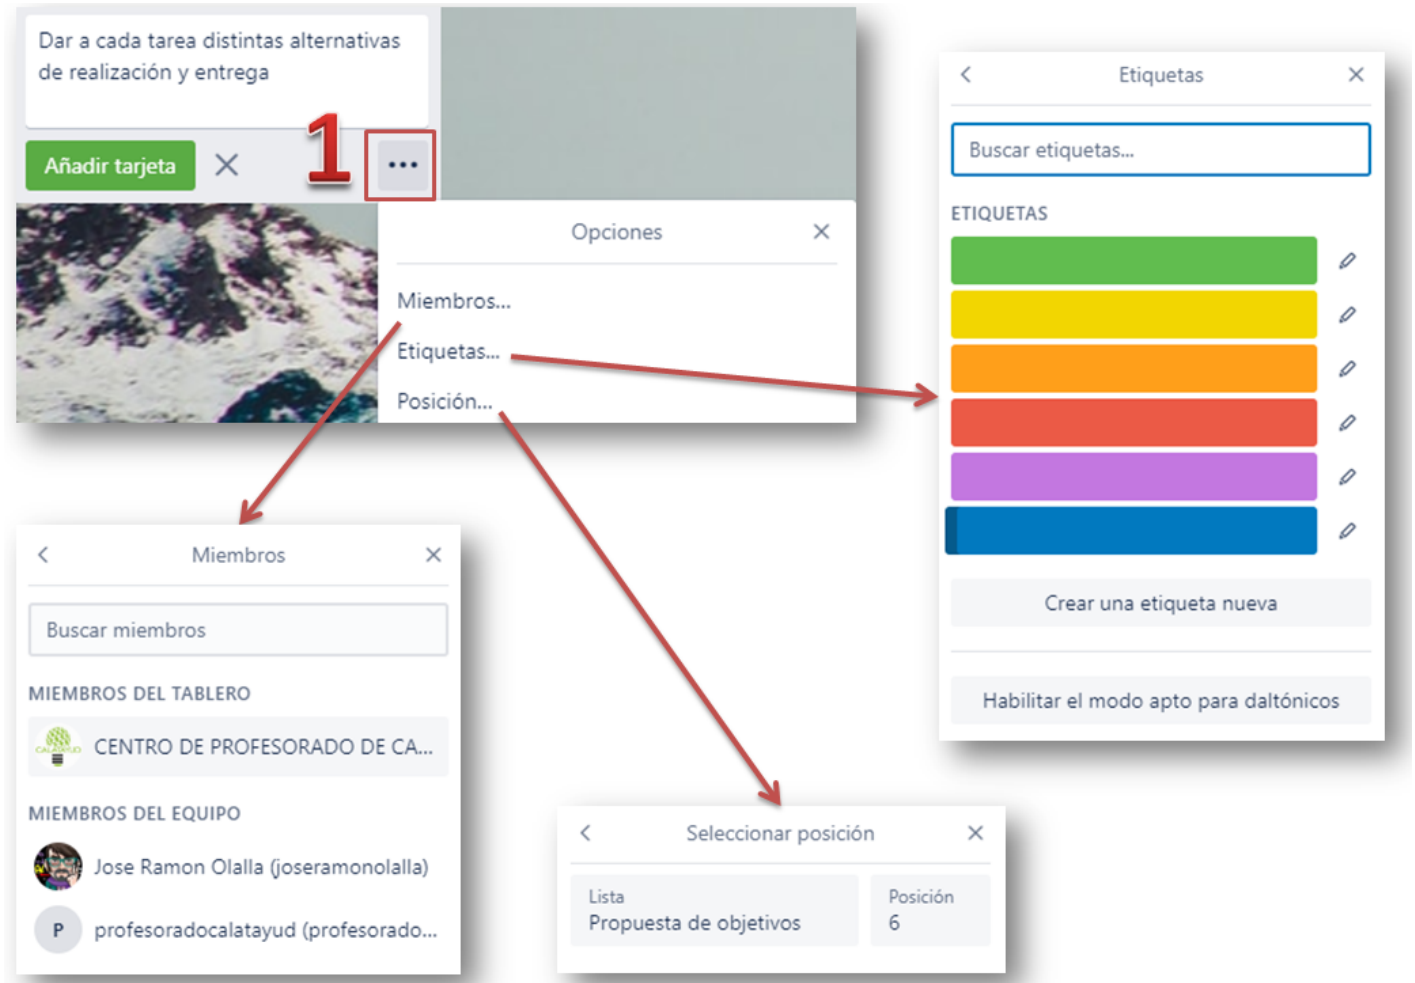 Dar a cada tarea distintas alternativas
de realización y entrega
Añadir tarjeta
1
Opciones
Miembros...
Etiquetas...
Posición...
Etiquetas
Buscar etiquetas...
ETIQUETAS
Crear una etiqueta nueva
Habilitar el modo apto para daltónicos
Miembros
Buscar miembros
MIEMBROS DEL TABLERO
CALATAYUD
CENTRO DE PROFESORADO DE CA...
MIEMBROS DEL EQUIPO
Jose Ramon Olalla (joseramonolalla)
P
profesoradocalatayud (profesorado...
Seleccionar posición
Lista
Propuesta de objetivos
Posición
6